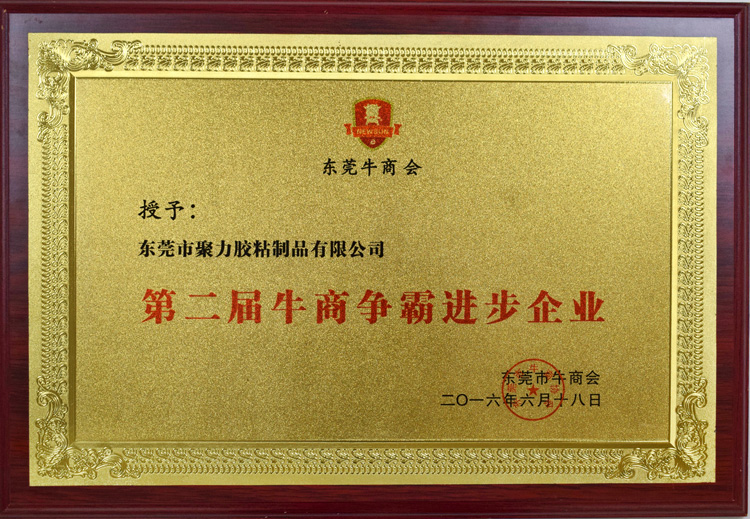 东莞牛商会
授予：
东莞市聚力胶粘制品有限公司
第二届牛商争霸进步企业
东莞市牛商会
二〇一六年六月十八日